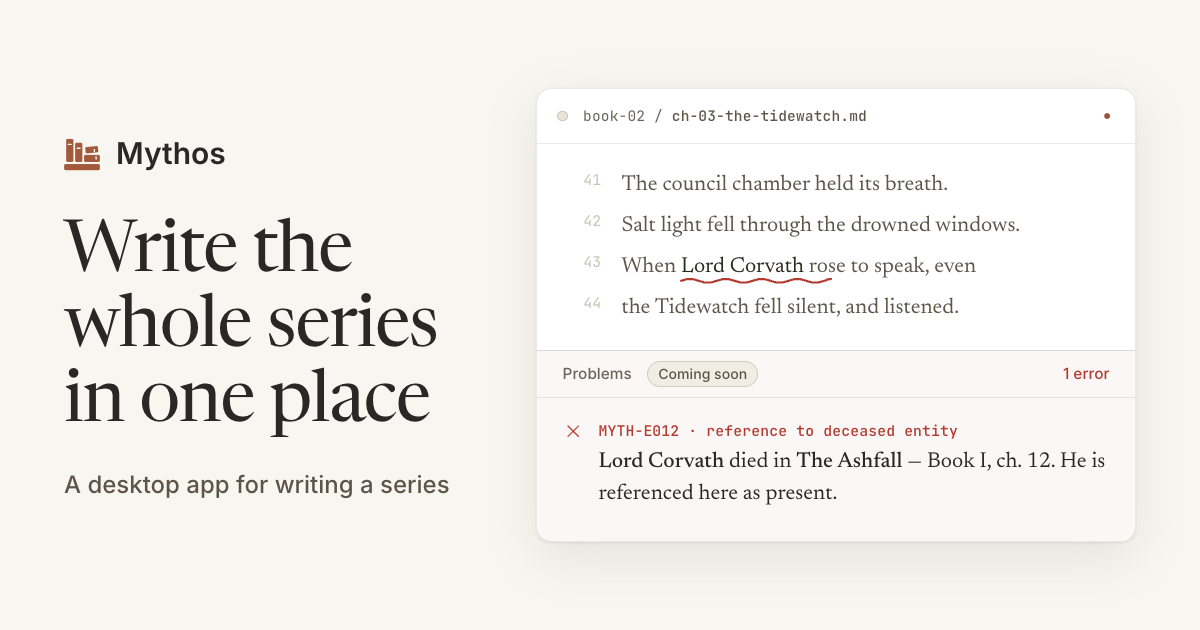 Mythos
Write the
whole series
in one place
A desktop app for writing a series
book-02 / ch-03-the-tidewatch.md
41 The council chamber held its breath.
42 Salt light fell through the drowned windows.
43 When Lord Corvath rose to speak, even
44 the Tidewatch fell silent, and listened.
Problems Coming soon 1 error
MYTH-E012 · reference to deceased entity
Lord Corvath died in The Ashfall — Book I, ch. 12. He is
referenced here as present.